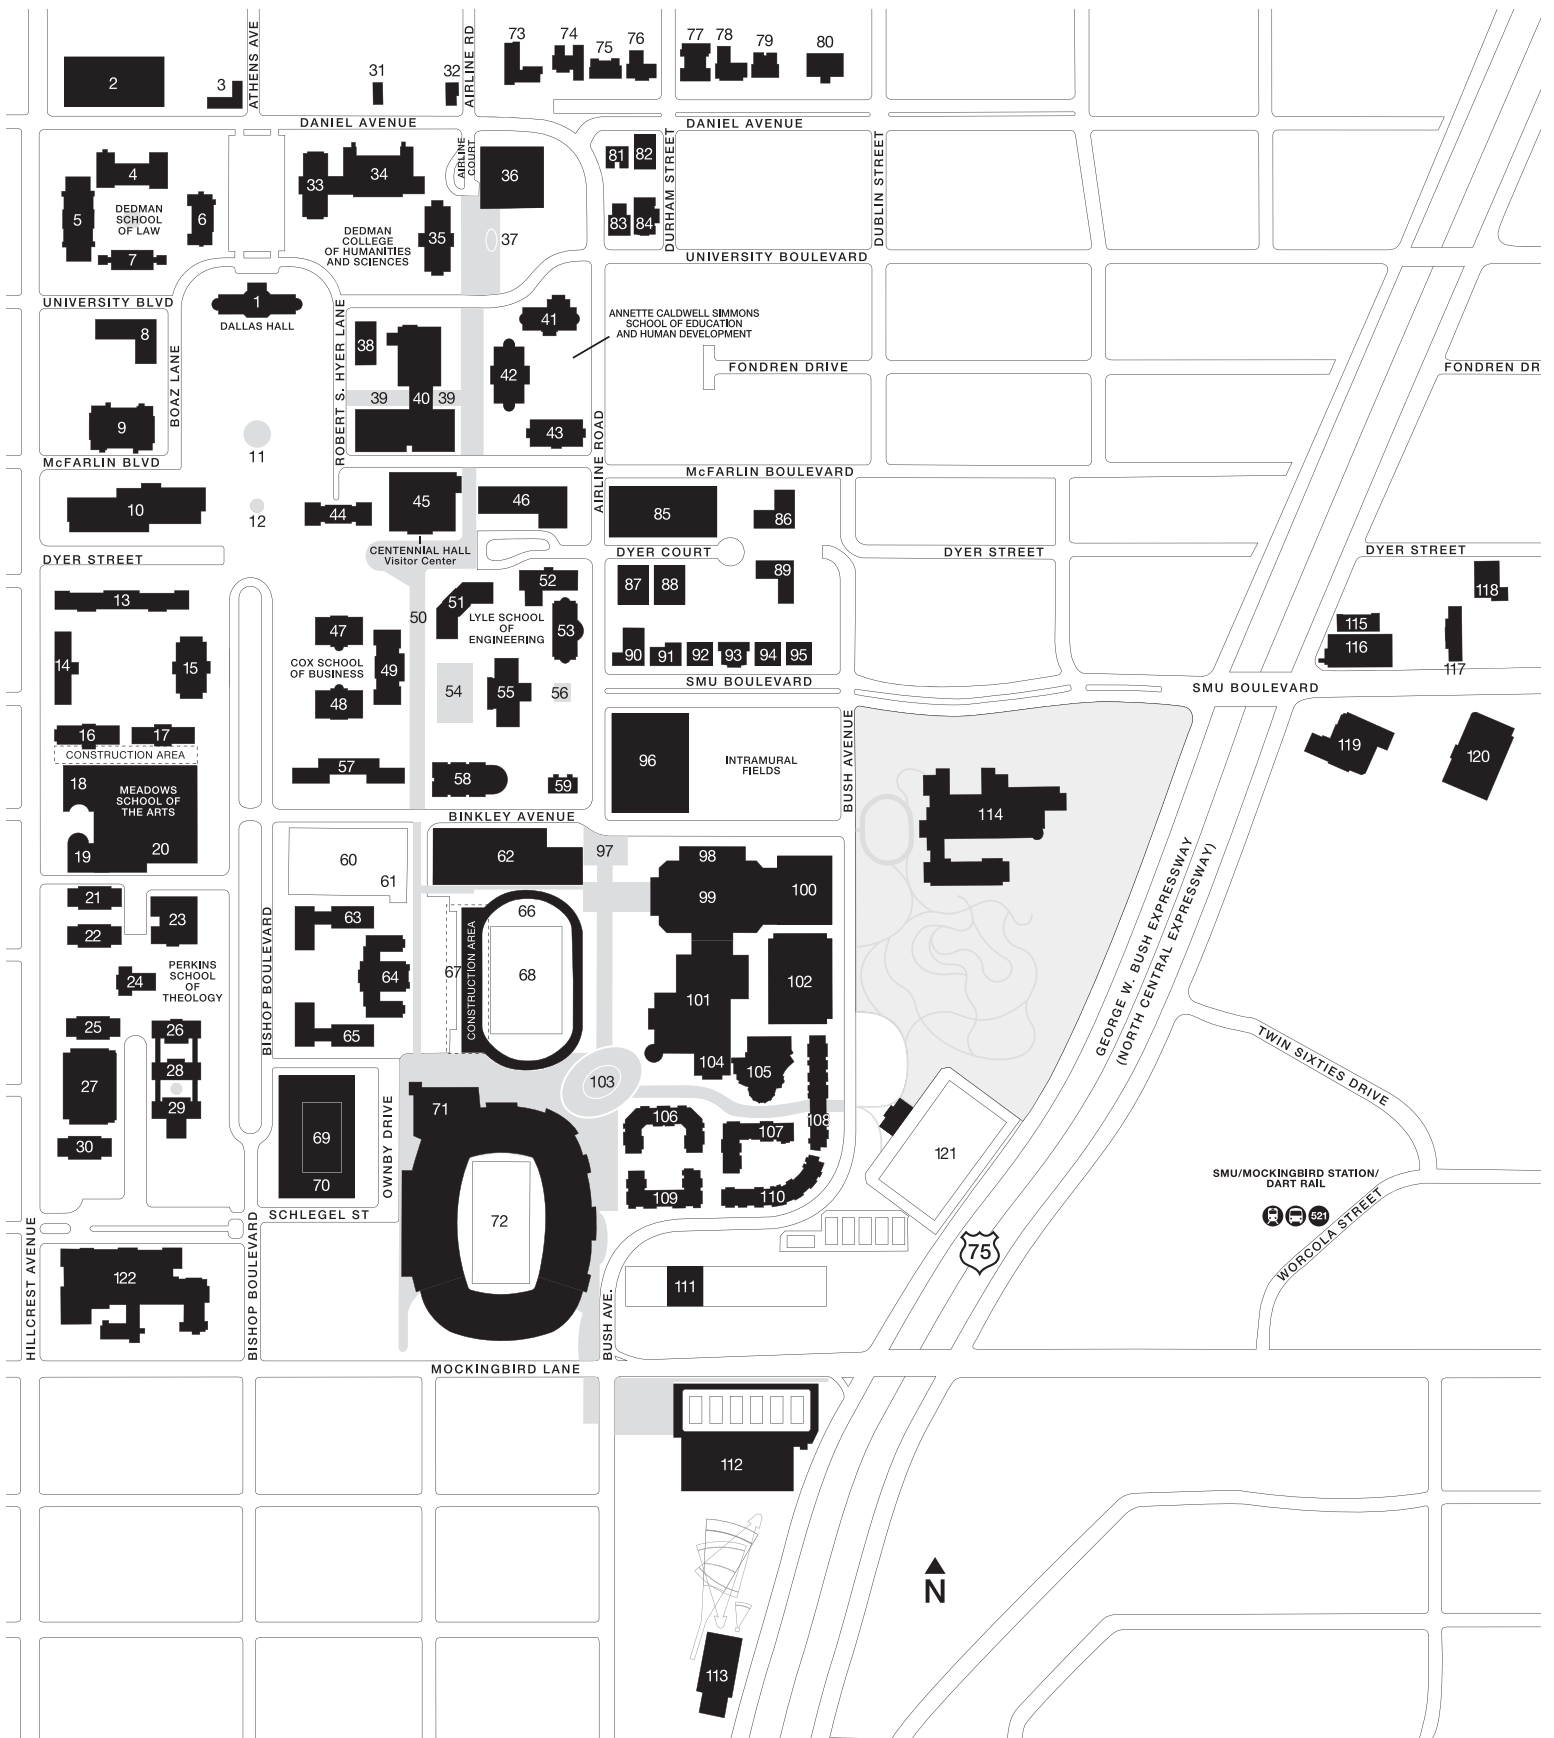 ATHENS AVE
AIRLINE RD
73
74
75
76
77
78
79
80
2
3
31
32
DANIEL AVENUE
DANIEL AVENUE
AIRLINE
COURT
DURHAM STREET
DUBLIN STREET
4
5
DEDMAN
SCHOOL
OF LAW
6
7
33
34
35
36
37
DEDMAN
COLLEGE
OF HUMANITIES
AND SCIENCES
81
82
83
84
UNIVERSITY BOULEVARD
UNIVERSITY BLVD
1
DALLAS HALL
8
BOAZ LANE
ROBERT S. HYER LANE
38
39
40
39
41
42
43
ANNETTE CALDWELL SIMMONS
SCHOOL OF EDUCATION
AND HUMAN DEVELOPMENT
FONDREN DRIVE
FONDREN DR
9
11
AIRLINE ROAD
McFARLIN BLVD
McFARLIN BOULEVARD
10
12
44
45
46
85
86
CENTENNIAL HALL
Visitor Center
DYER STREET
DYER COURT
DYER STREET
DYER STREET
13
14
15
47
48
49
COX SCHOOL
OF BUSINESS
50
51
52
53
LYLE SCHOOL
OF
ENGINEERING
54
55
56
87
88
89
90
91
92
93
94
95
115
116
117
118
SMU BOULEVARD
SMU BOULEVARD
16
17
CONSTRUCTION AREA
18
MEADOWS
SCHOOL OF
THE ARTS
19
20
57
58
59
96
INTRAMURAL
FIELDS
BUSH AVENUE
114
119
120
BINKLEY AVENUE
60
61
62
97
98
99
100
GEORGE W. BUSH EXPRESSWAY
(NORTH CENTRAL EXPRESSWAY)
21
22
23
24
PERKINS
SCHOOL
OF
THEOLOGY
BISHOP BOULEVARD
63
64
65
66
67
CONSTRUCTION AREA
68
101
102
104
105
25
26
27
28
29
30
69
70
OWNBY DRIVE
71
72
103
106
107
108
109
110
121
TWIN SIXTIES DRIVE
SMU/MOCKINGBIRD STATION/
DART RAIL
521
WORCOLA STREET
SCHLEGEL ST
HILLCREST AVENUE
BISHOP BOULEVARD
122
BUSH AVE.
111
75
MOCKINGBIRD LANE
112
113
N